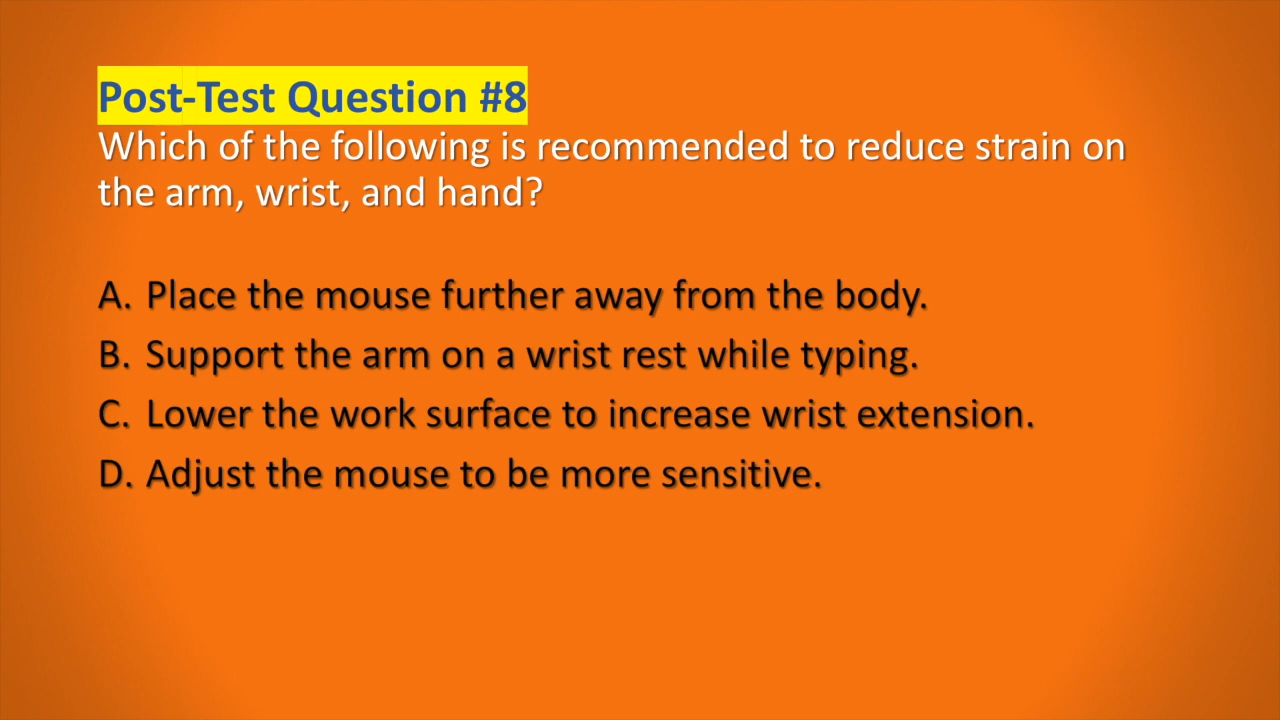 Post-Test Question #8
Which of the following is recommended to reduce strain on
the arm, wrist, and hand?
A. Place the mouse further away from the body.
B. Support the arm on a wrist rest while typing.
C. Lower the work surface to increase wrist extension.
D. Adjust the mouse to be more sensitive.